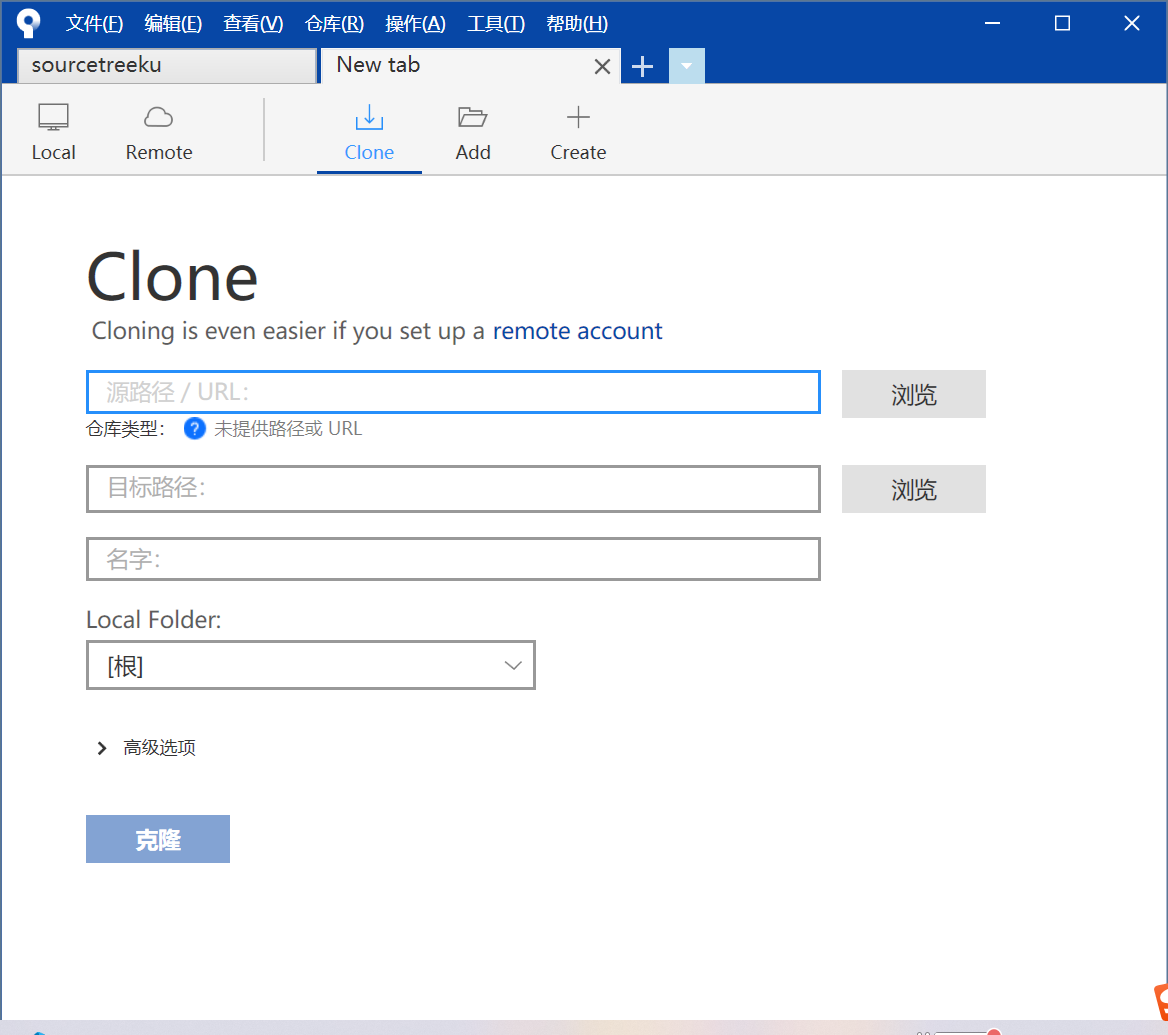 文件(F) 编辑(E) 查看(V) 仓库(R) 操作(A) 工具(T) 帮助(H)
sourcetreeku New tab
Local Remote Clone Add Create
Clone
Cloning is even easier if you set up a remote account
源路径 / URL: 浏览
仓库类型: ? 未提供路径或 URL
目标路径: 浏览
名字:
Local Folder:
[根]
高级选项
克隆